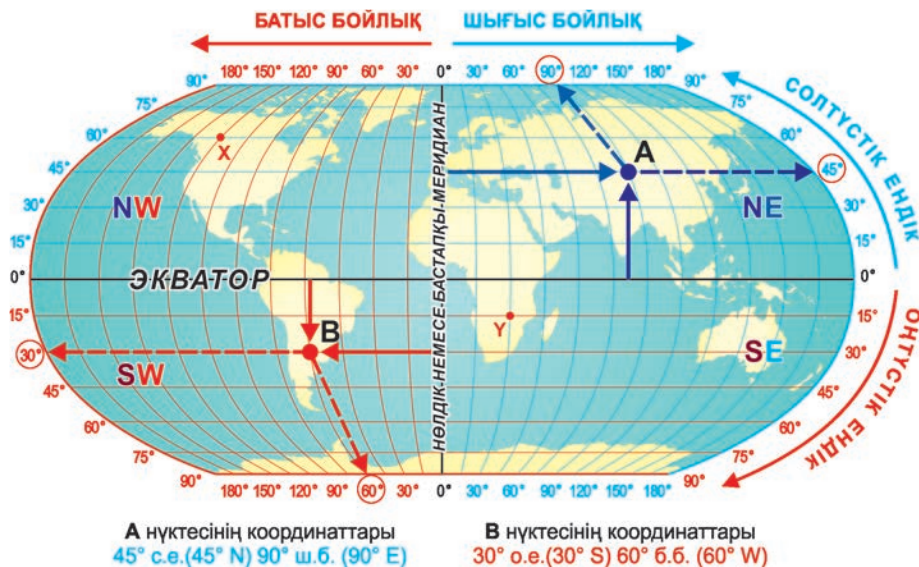 БАТЫС БОЙЛЫҚ ШЫҒЫС БОЙЛЫҚ
180° 150° 120° 90° 60° 30° 0° 30° 60° 90° 120° 150° 180°
90° 90°
75° 75°
60° 60°
45° 45°
30° 30°
15° 15°
0° 0°
15° 15°
30° 30°
45° 45°
60° 60°
75° 75°
90° 90°
180° 150° 120° 90° 60° 30° 0° 30° 60° 90° 120° 150° 180°
СОЛТҮСТІК ЕНДІК
ОҢТҮСТІК ЕНДІК
НӨЛДІК-НЕМЕСЕ-БАСТАПҚЫ-МЕРИДИАН
X
A
NW
NE
ЭКВАТОР
B
Y
SW
SE
A нүктесінің координаттары
45° с.е.(45° N) 90° ш.б. (90° E)
B нүктесінің координаттары
30° о.е.(30° S) 60° б.б. (60° W)